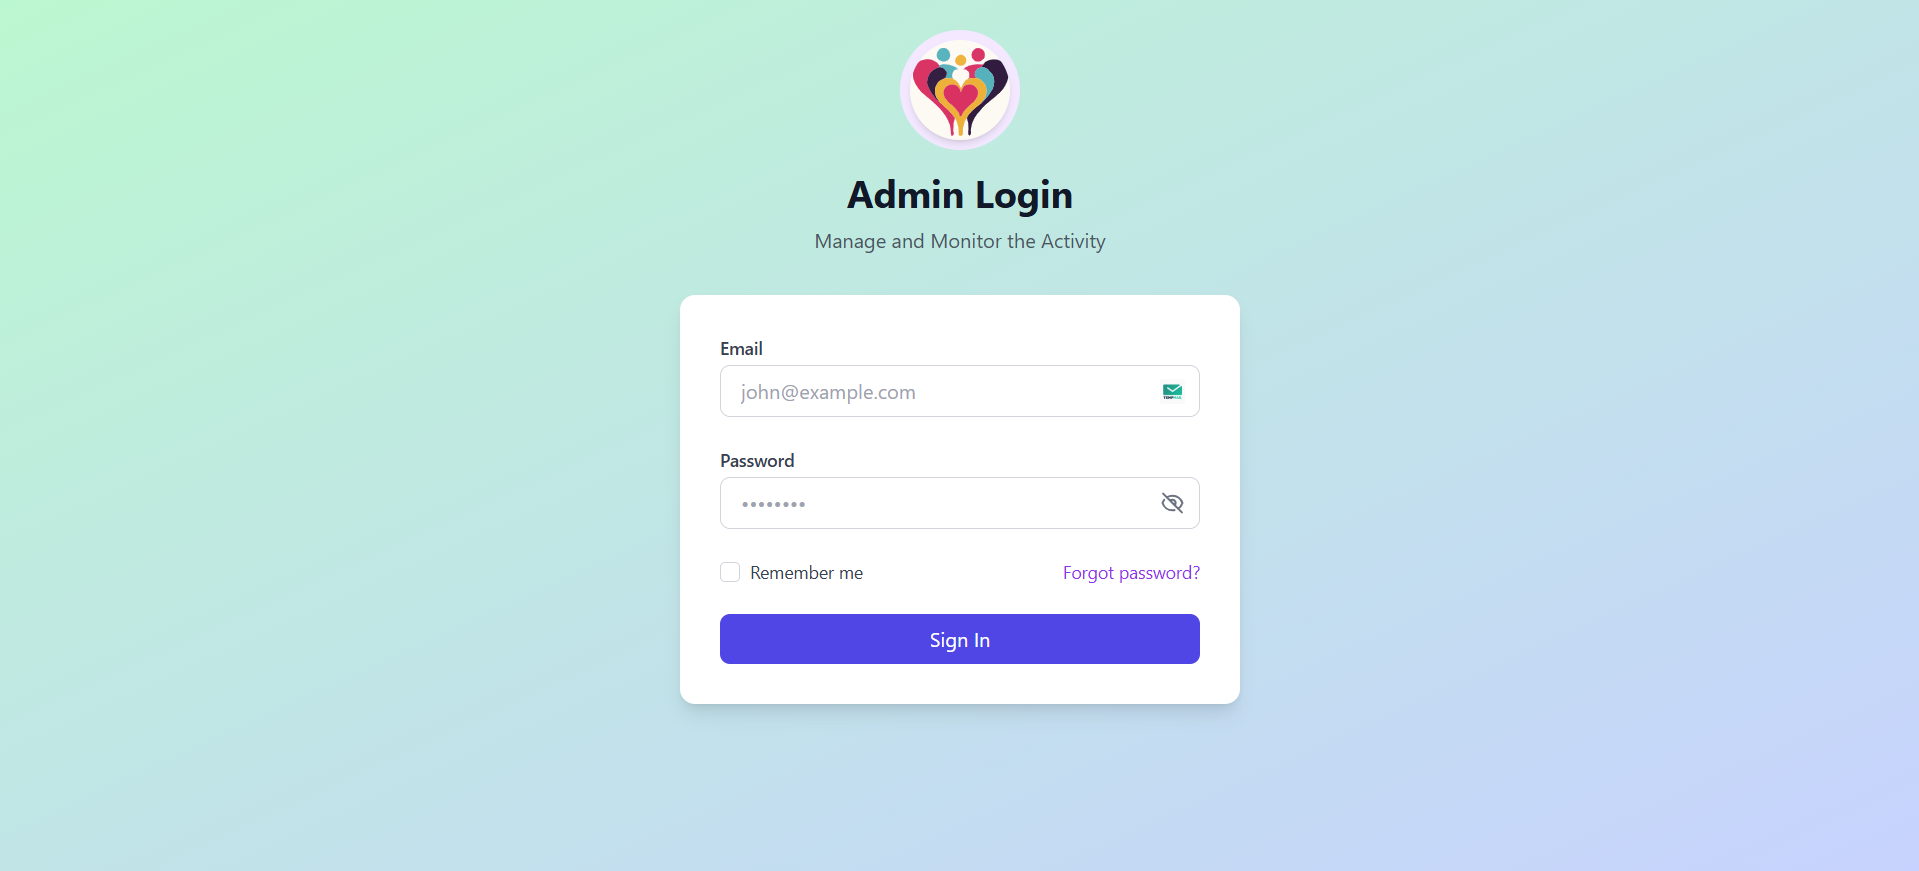 Admin Login
Manage and Monitor the Activity
Email
john@example.com
Password
••••••••
Remember me
Forgot password?
Sign In